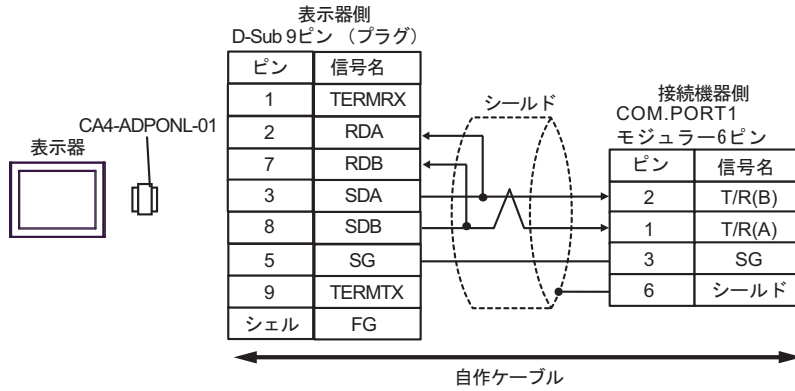 表示器側
D-Sub 9ピン (プラグ)
ピン 信号名
1 TERMRX
2 RDA
7 RDB
3 SDA
8 SDB
5 SG
9 TERMTX
シェル FG
CA4-ADPONL-01
表示器
シールド
接続機器側
COM.PORT1
モジュラー6ピン
ピン 信号名
2 T/R(B)
1 T/R(A)
3 SG
6 シールド
自作ケーブル